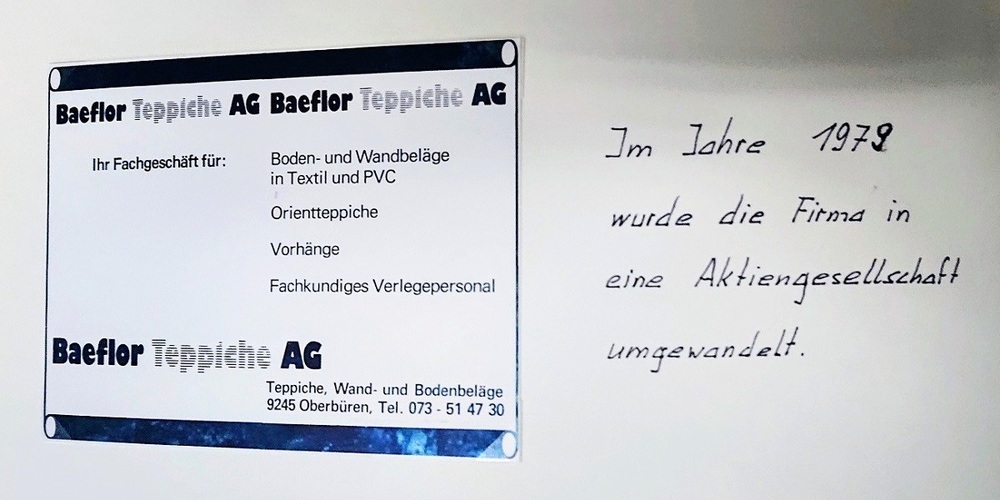 Baeflor Teppiche AG Baeflor Teppiche AG
Ihr Fachgeschäft für:
Boden- und Wandbeläge
in Textil und PVC
Orientteppiche
Vorhänge
Fachkundiges Verlegepersonal
Baeflor Teppiche AG
Teppiche, Wand- und Bodenbeläge
9245 Oberbüren, Tel. 073 - 51 47 30
Im Jahre 1979
wurde die Firma in
eine Aktiengesellschaft
umgewandelt.